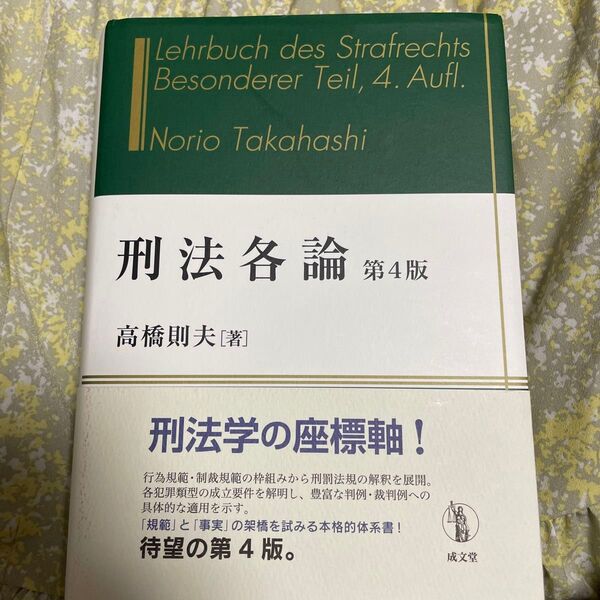 Lehrbuch des Strafrechts
Besonderer Teil, 4. Aufl.
Norio Takahashi
刑法各論 第4版
高橋則夫[著]
刑法学の座標軸!
行為規範・制裁規範の枠組みから刑罰法規の解釈を展開。
各犯罪類型の成立要件を解明し、豊富な判例・裁判例への
具体的な適用を示す。
「規範」と「事実」の架橋を試みる本格的体系書!
待望の第4版。
成文堂